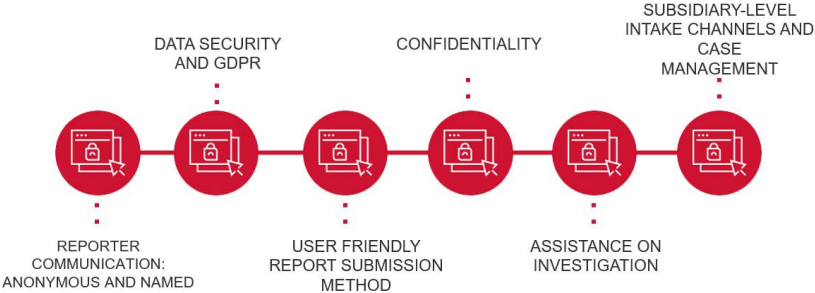 REPORTER
COMMUNICATION:
ANONYMOUS AND NAMED
DATA SECURITY
AND GDPR
USER FRIENDLY
REPORT SUBMISSION
METHOD
CONFIDENTIALITY
ASSISTANCE ON
INVESTIGATION
SUBSIDIARY-LEVEL
INTAKE CHANNELS AND
CASE
MANAGEMENT